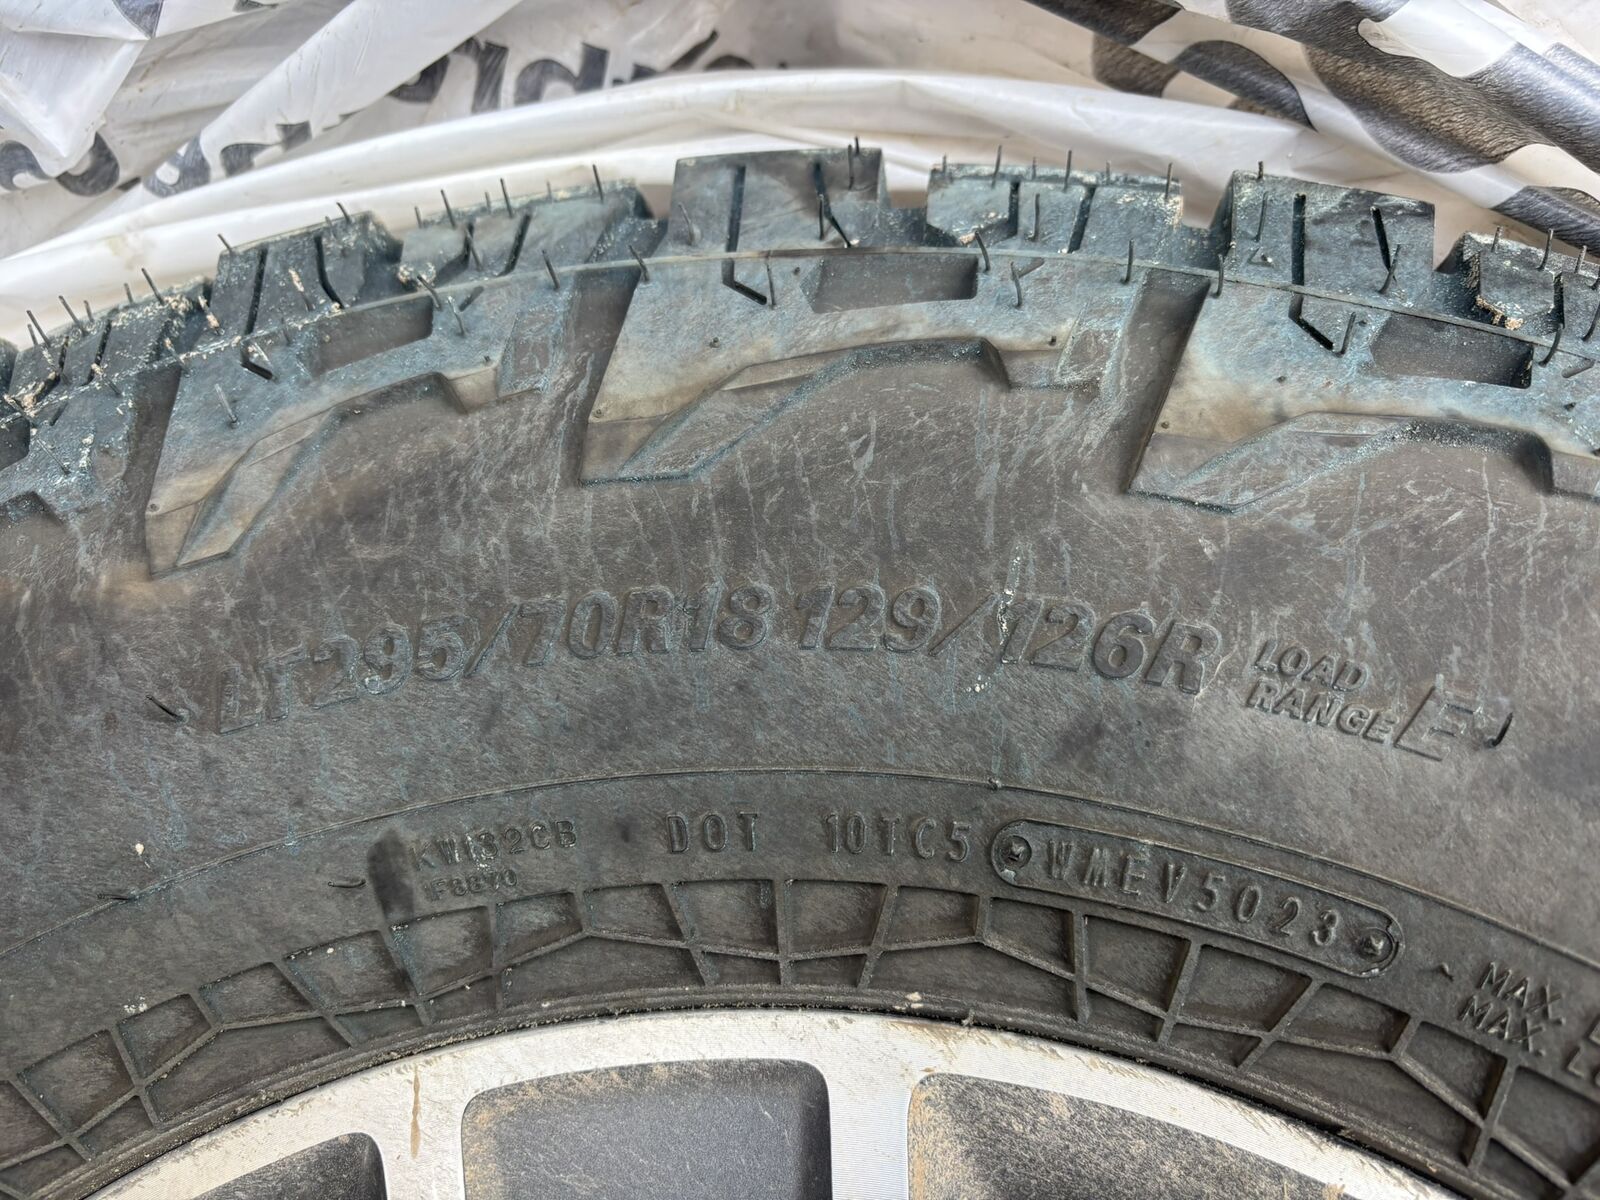 LT295/70R18 129/126R LOAD
RANGE E
KW132CB DOT 10TC5 WMEV5023
1F8870
MAX.
MAX.